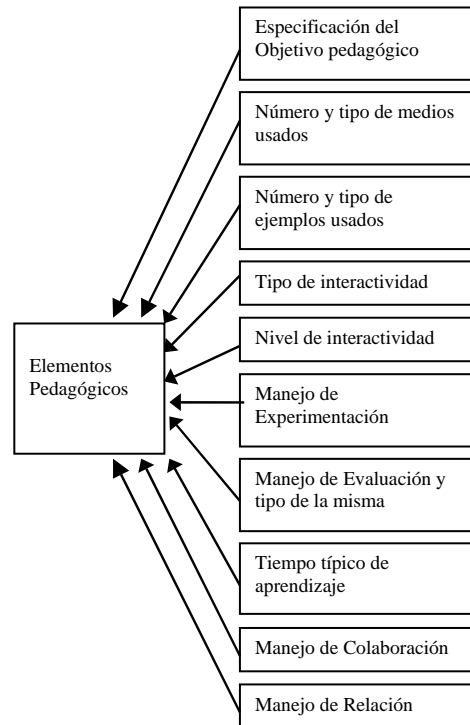 Especificación del
Objetivo pedagógico
Número y tipo de medios
usados
Número y tipo de
ejemplos usados
Tipo de interactividad
Nivel de interactividad
Elementos
Pedagógicos
Manejo de
Experimentación
Manejo de Evaluación y
tipo de la misma
Tiempo típico de
aprendizaje
Manejo de Colaboración
Manejo de Relación